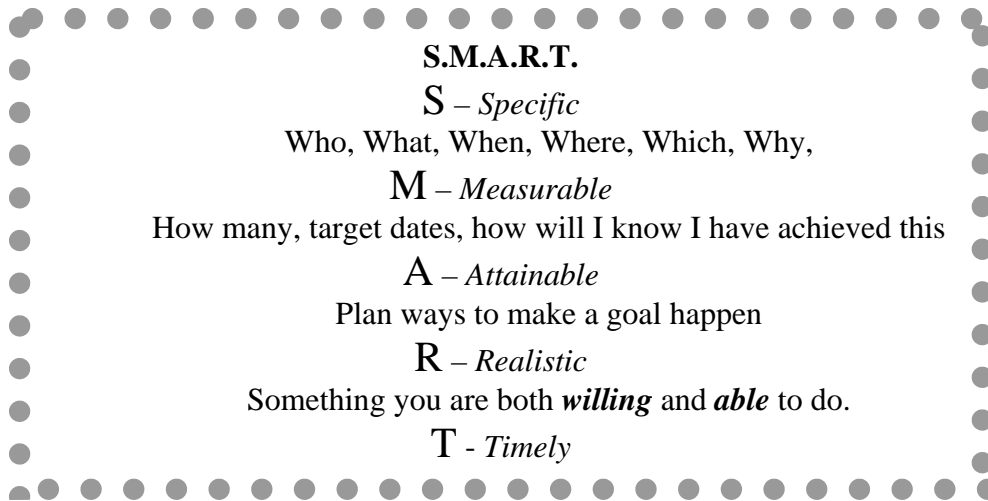 S.M.A.R.T.
S – Specific
Who, What, When, Where, Which, Why,
M – Measurable
How many, target dates, how will I know I have achieved this
A – Attainable
Plan ways to make a goal happen
R – Realistic
Something you are both willing and able to do.
T - Timely